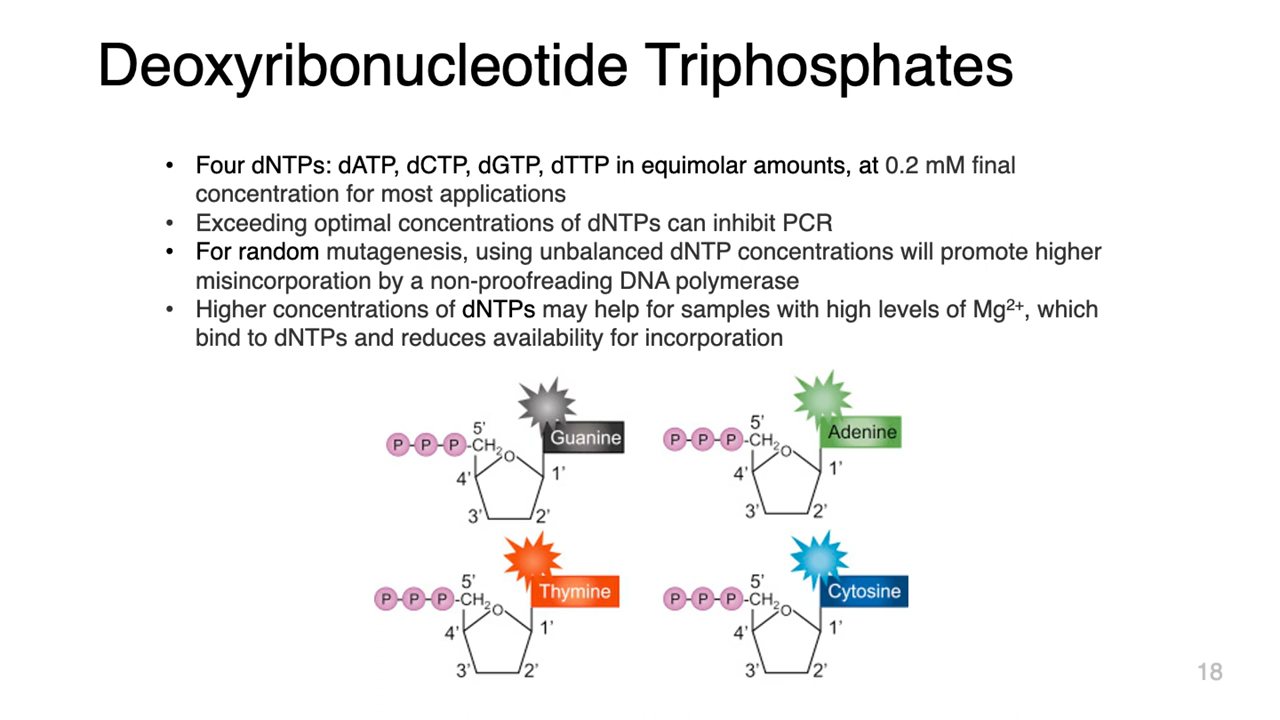 Deoxyribonucleotide Triphosphates
• Four dNTPs: dATP, dCTP, dGTP, dTTP in equimolar amounts, at 0.2 mM final
concentration for most applications
• Exceeding optimal concentrations of dNTPs can inhibit PCR
• For random mutagenesis, using unbalanced dNTP concentrations will promote higher
misincorporation by a non-proofreading DNA polymerase
• Higher concentrations of dNTPs may help for samples with high levels of Mg²⁺, which
bind to dNTPs and reduces availability for incorporation
P-P-P-CH₂ 5' O Guanine
4' 1'
3' 2'
P-P-P-CH₂ 5' O Adenine
4' 1'
3' 2'
P-P-P-CH₂ 5' O Thymine
4' 1'
3' 2'
P-P-P-CH₂ 5' O Cytosine
4' 1'
3' 2'
18